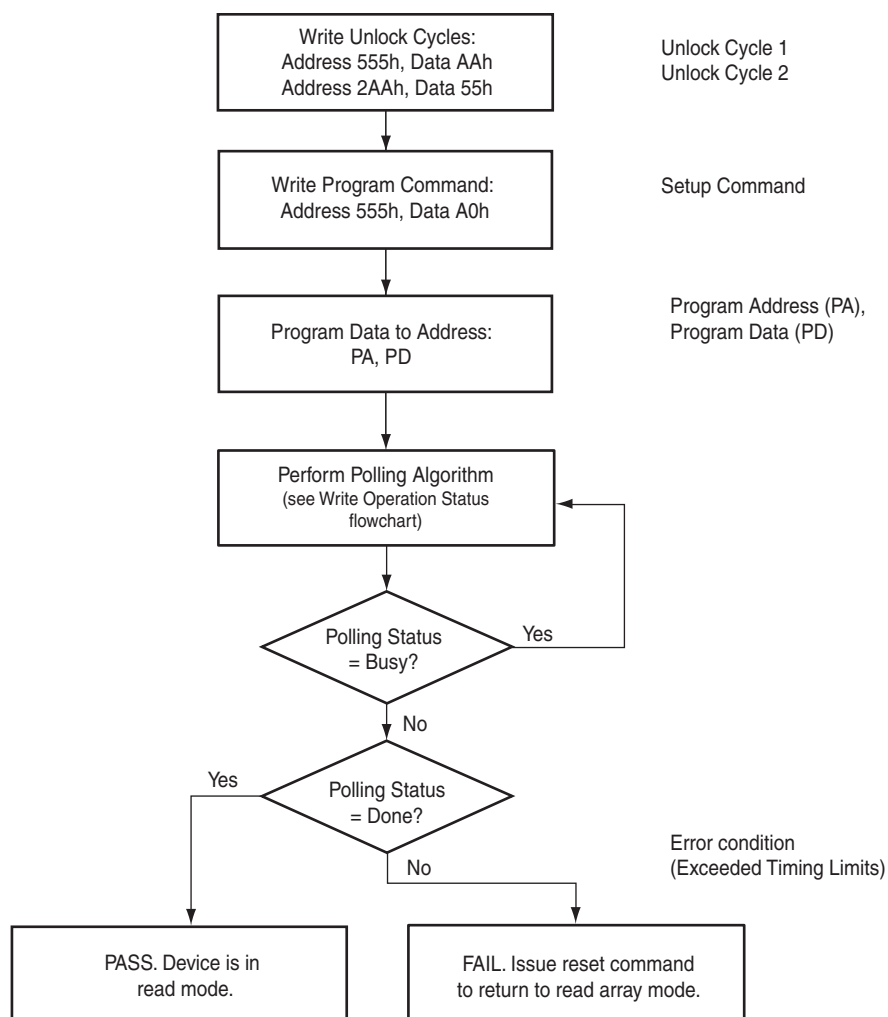 Write Unlock Cycles:
Address 555h, Data AAh
Address 2AAh, Data 55h
Unlock Cycle 1
Unlock Cycle 2
Write Program Command:
Address 555h, Data A0h
Setup Command
Program Data to Address:
PA, PD
Program Address (PA),
Program Data (PD)
Perform Polling Algorithm
(see Write Operation Status
flowchart)
Polling Status
= Busy?
Yes
No
Polling Status
= Done?
Yes
No
Error condition
(Exceeded Timing Limits)
PASS. Device is in
read mode.
FAIL. Issue reset command
to return to read array mode.